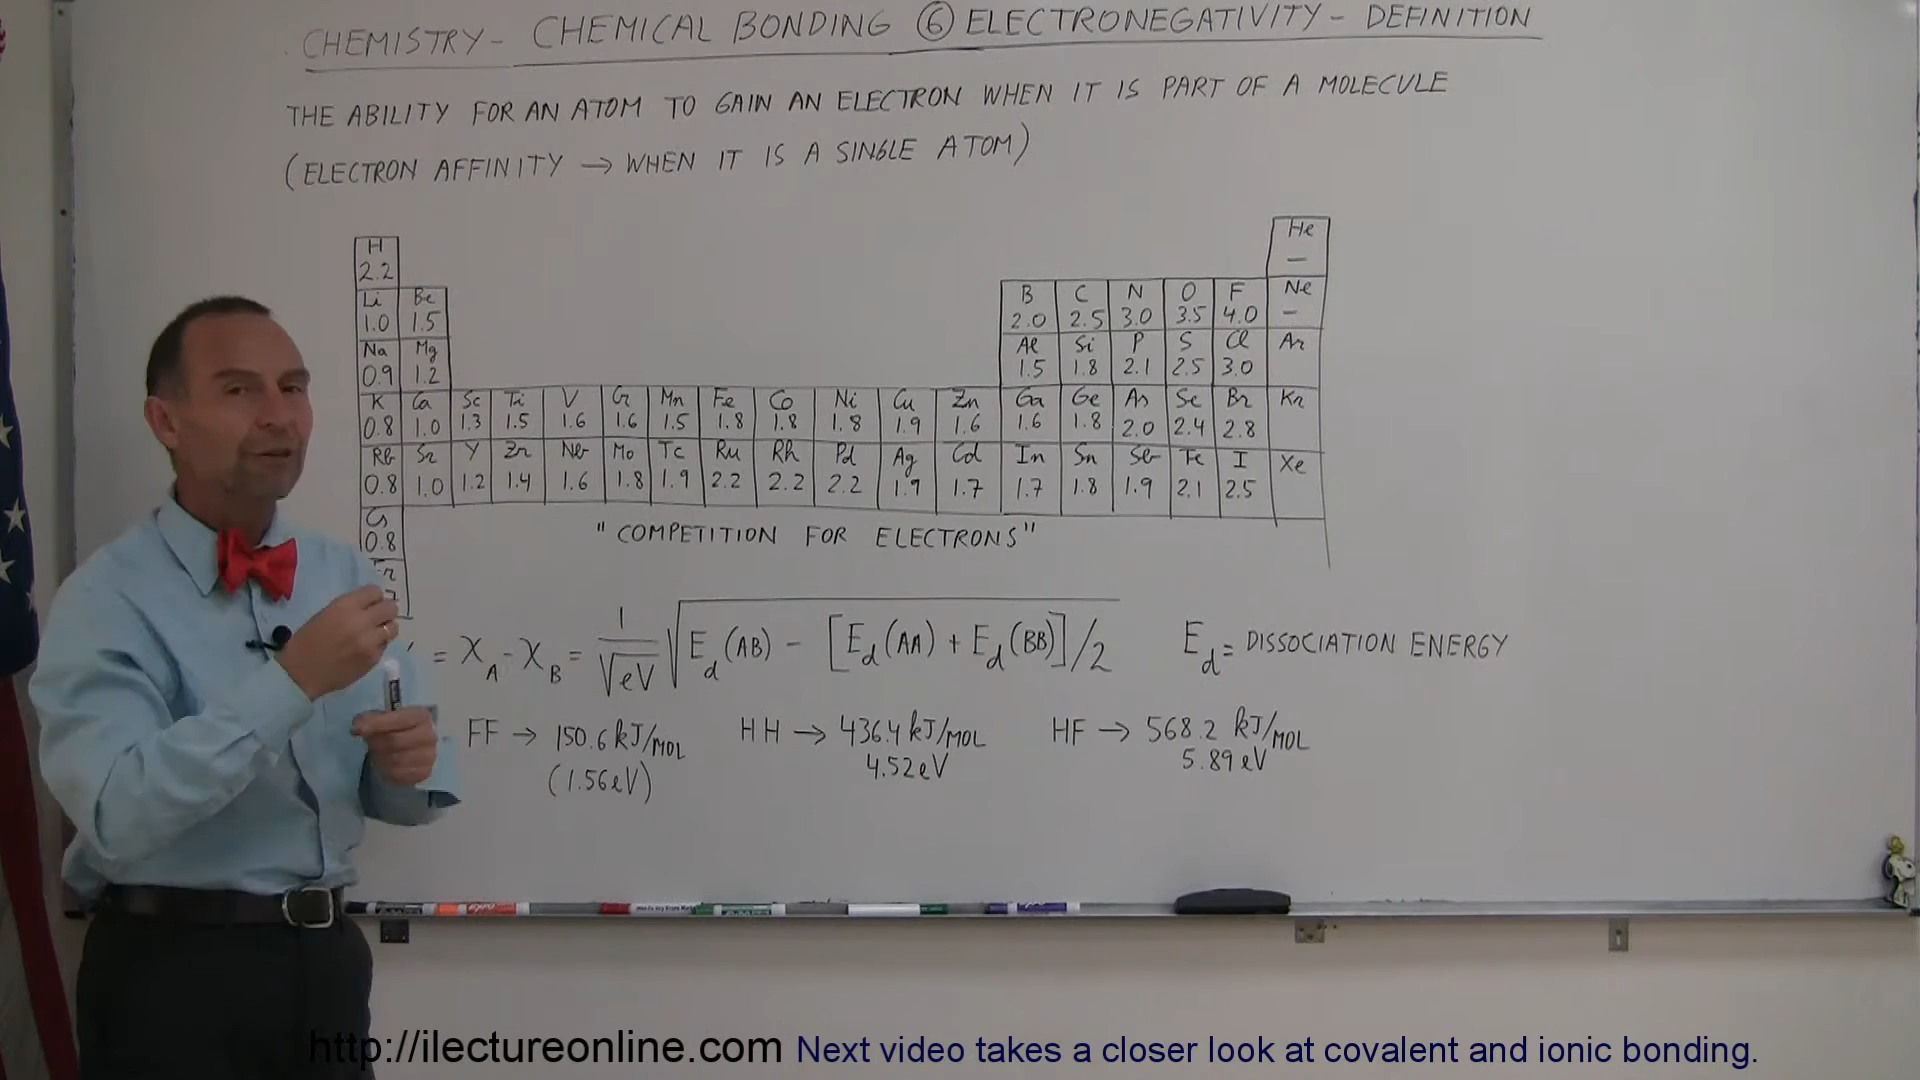 CHEMISTRY - CHEMICAL BONDING ⑥ ELECTRONEGATIVITY - DEFINITION
THE ABILITY FOR AN ATOM TO GAIN AN ELECTRON WHEN IT IS PART OF A MOLECULE
(ELECTRON AFFINITY → WHEN IT IS A SINGLE ATOM)
H He
2.2 —
Li Be B C N O F Ne
1.0 1.5 2.0 2.5 3.0 3.5 4.0 —
Na Mg Al Si P S Cl Ar
0.9 1.2 1.5 1.8 2.1 2.5 3.0
K Ca Sc Ti V Cr Mn Fe Co Ni Cu Zn Ga Ge As Se Br Kr
0.8 1.0 1.3 1.5 1.6 1.6 1.5 1.8 1.8 1.8 1.9 1.6 1.6 1.8 2.0 2.4 2.8
Rb Sr Y Zr Nb Mo Tc Ru Rh Pd Ag Cd In Sn Sb Te I Xe
0.8 1.0 1.2 1.4 1.6 1.8 1.9 2.2 2.2 2.2 1.9 1.7 1.7 1.8 1.9 2.1 2.5
Cs
0.8
"COMPETITION FOR ELECTRONS"
= χ_A - χ_B = 1/√eV √(E_d(AB) - [E_d(AA) + E_d(BB)]/2) E_d = DISSOCIATION ENERGY
FF → 150.6 kJ/MOL HH → 436.4 kJ/MOL HF → 568.2 kJ/MOL
(1.56eV) 4.52eV 5.89eV
http://ilectureonline.com Next video takes a closer look at covalent and ionic bonding.